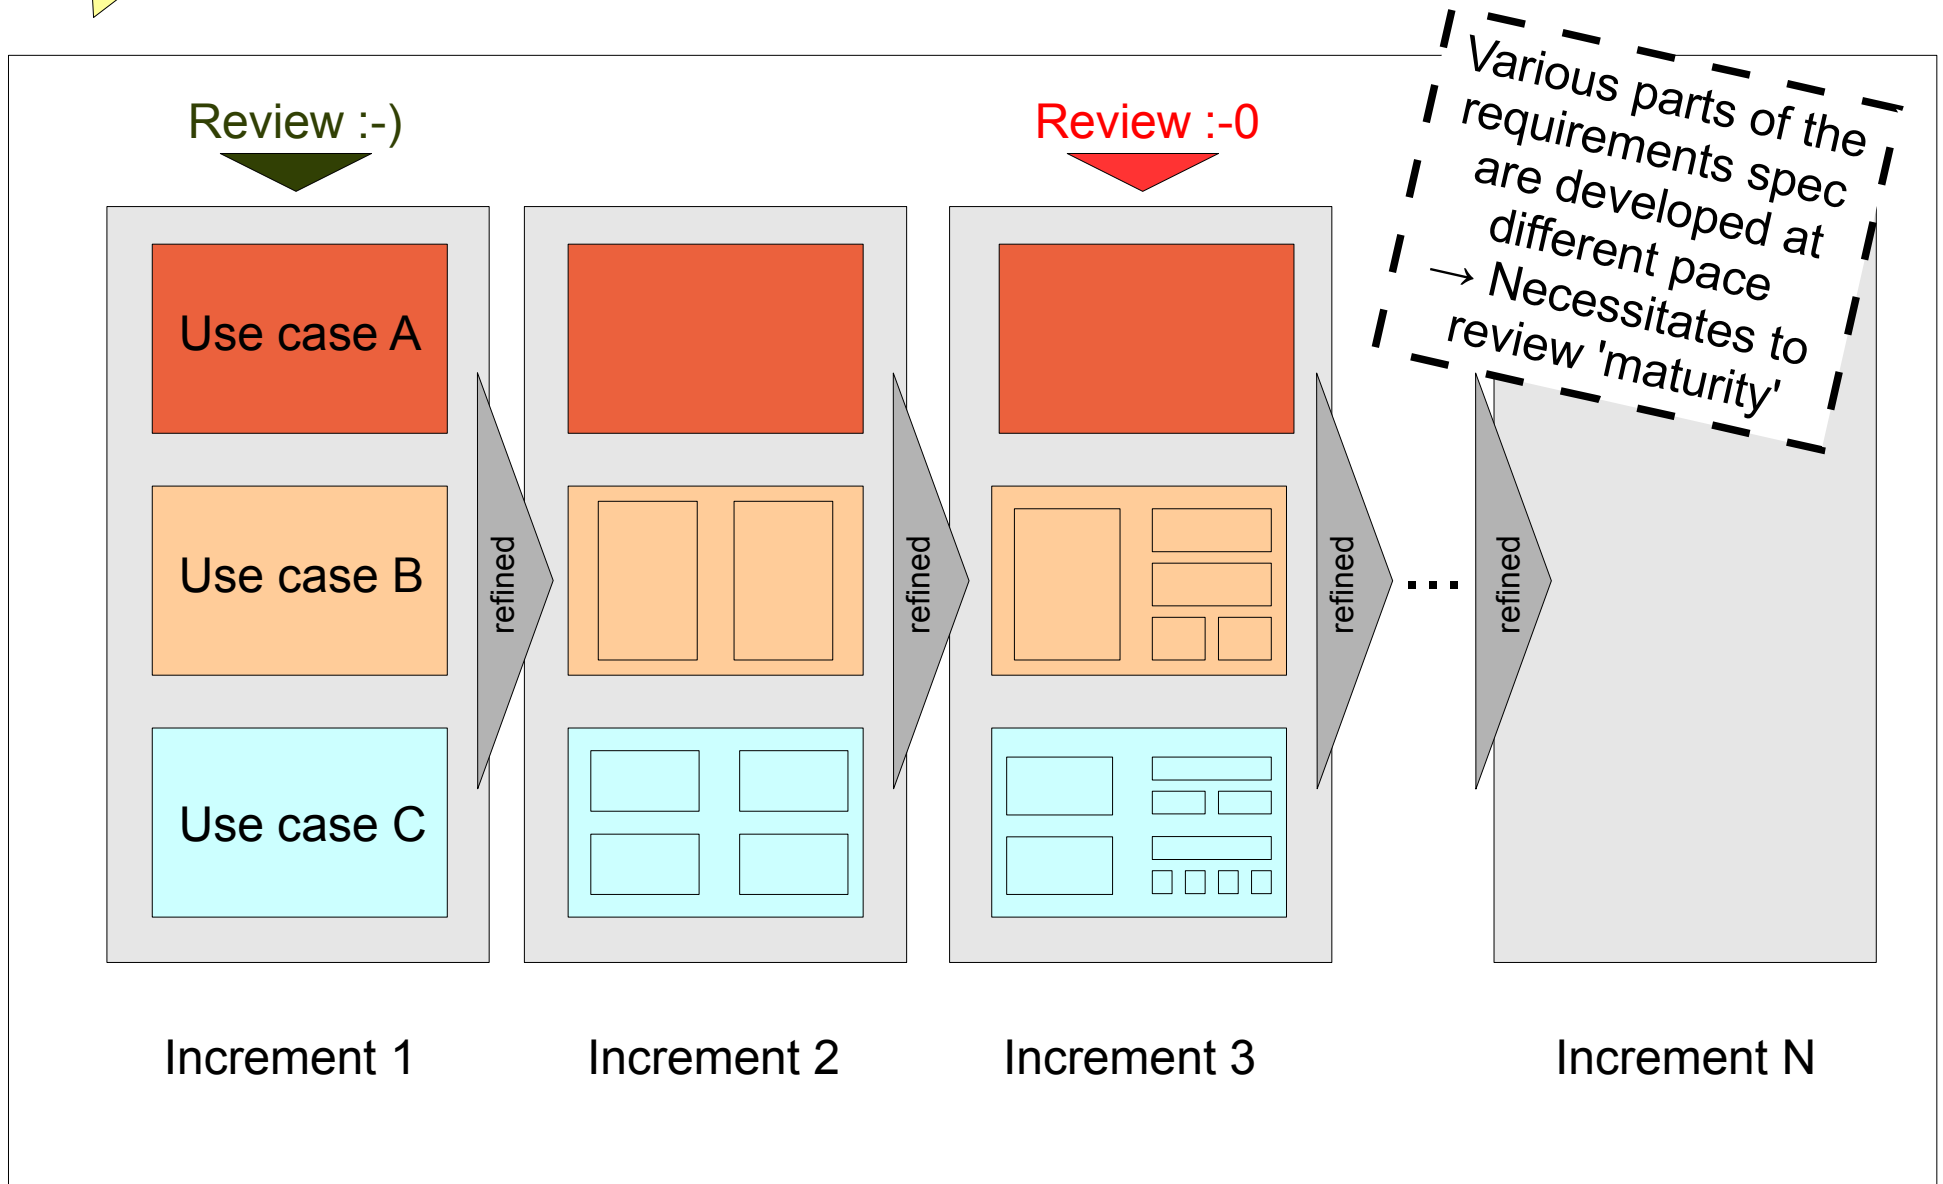 Various parts of the
requirements spec
are developed at
different pace
→ Necessitates to
review 'maturity'
Review :-)
Review :-0
Use case A
Use case B
Use case C
refined
refined
refined
...
refined
Increment 1
Increment 2
Increment 3
Increment N